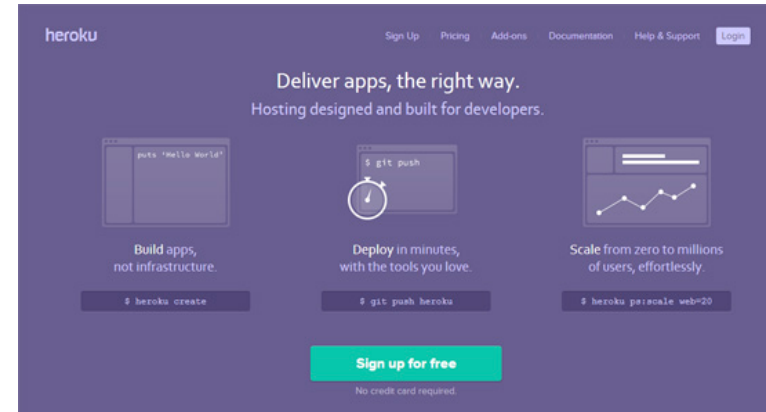 heroku
Sign Up Pricing Add-ons Documentation Help & Support Login
Deliver apps, the right way.
Hosting designed and built for developers.
puts 'Hello World'
$ git push
Build apps,
not infrastructure.
Deploy in minutes,
with the tools you love.
Scale from zero to millions
of users, effortlessly.
$ heroku create
$ git push heroku
$ heroku ps:scale web=20
Sign up for free
No credit card required.